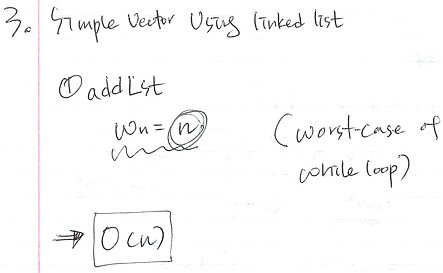 3. Simple Vector Using linked list
① addList
Wn = n
(worst-case of
while loop)
⇒ O(n)